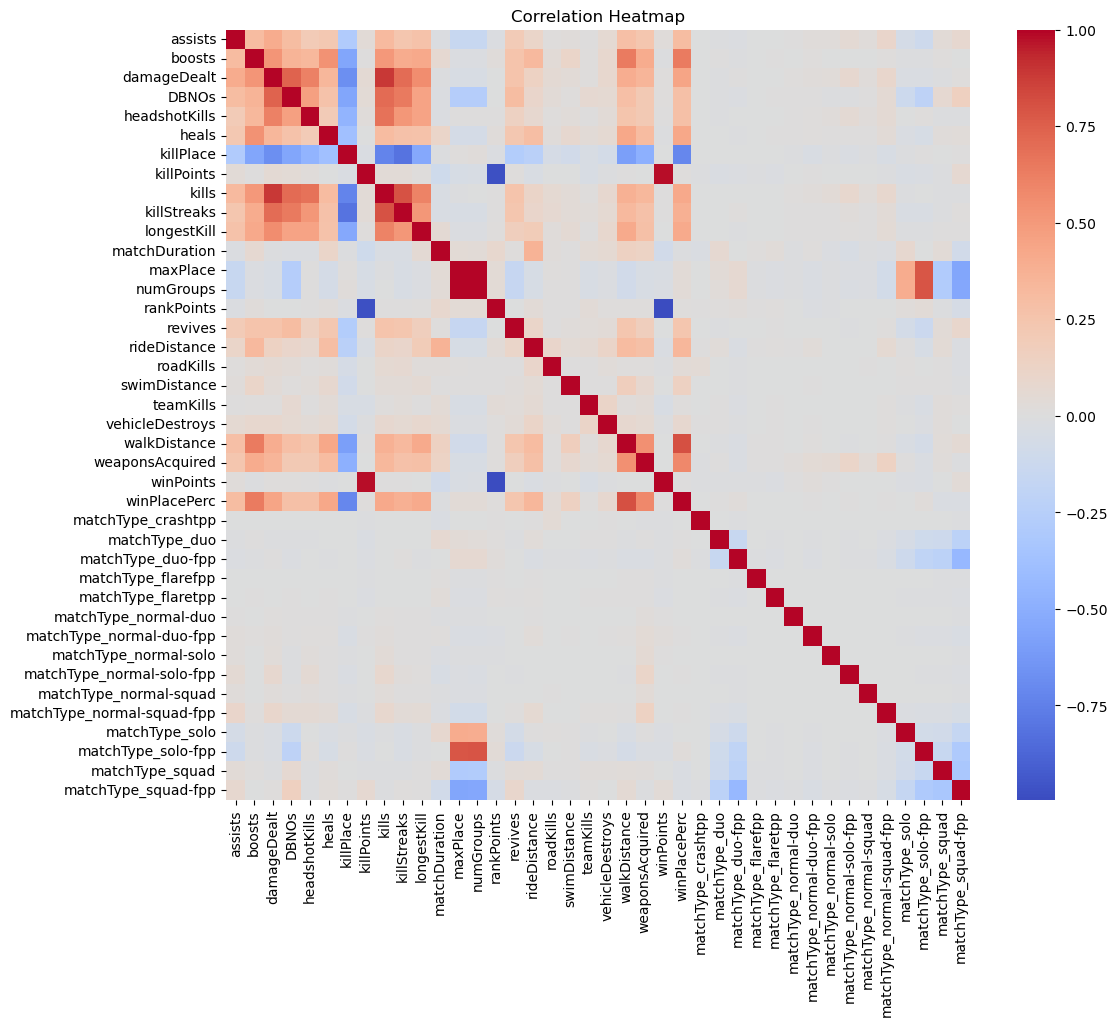 Correlation Heatmap
assists
boosts
damageDealt
DBNOs
headshotKills
heals
killPlace
killPoints
kills
killStreaks
longestKill
matchDuration
maxPlace
numGroups
rankPoints
revives
rideDistance
roadKills
swimDistance
teamKills
vehicleDestroys
walkDistance
weaponsAcquired
winPoints
winPlacePerc
matchType_crashtpp
matchType_duo
matchType_duo-fpp
matchType_flarefpp
matchType_flaretpp
matchType_normal-duo
matchType_normal-duo-fpp
matchType_normal-solo
matchType_normal-solo-fpp
matchType_normal-squad
matchType_normal-squad-fpp
matchType_solo
matchType_solo-fpp
matchType_squad
matchType_squad-fpp
assists
boosts
damageDealt
DBNOs
headshotKills
heals
killPlace
killPoints
kills
killStreaks
longestKill
matchDuration
maxPlace
numGroups
rankPoints
revives
rideDistance
roadKills
swimDistance
teamKills
vehicleDestroys
walkDistance
weaponsAcquired
winPoints
winPlacePerc
matchType_crashtpp
matchType_duo
matchType_duo-fpp
matchType_flarefpp
matchType_flaretpp
matchType_normal-duo
matchType_normal-duo-fpp
matchType_normal-solo
matchType_normal-solo-fpp
matchType_normal-squad
matchType_normal-squad-fpp
matchType_solo
matchType_solo-fpp
matchType_squad
matchType_squad-fpp
1.00
0.75
0.50
0.25
0.00
−0.25
−0.50
−0.75